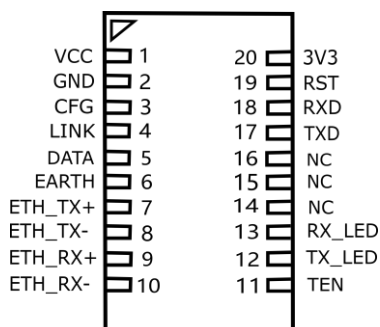 VCC 1 20 3V3
GND 2 19 RST
CFG 3 18 RXD
LINK 4 17 TXD
DATA 5 16 NC
EARTH 6 15 NC
ETH_TX+ 7 14 NC
ETH_TX- 8 13 RX_LED
ETH_RX+ 9 12 TX_LED
ETH_RX- 10 11 TEN